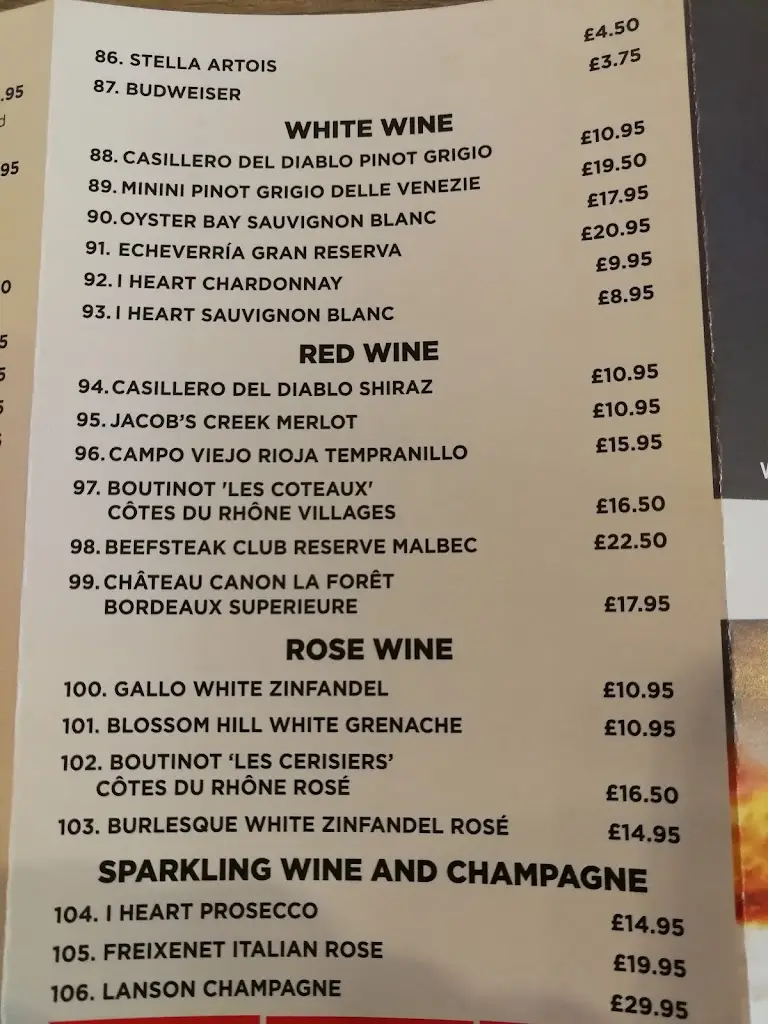 .95
d
95
0
5
5
5
86. STELLA ARTOIS £4.50
87. BUDWEISER £3.75
WHITE WINE
88. CASILLERO DEL DIABLO PINOT GRIGIO £10.95
89. MININI PINOT GRIGIO DELLE VENEZIE £19.50
90. OYSTER BAY SAUVIGNON BLANC £17.95
91. ECHEVERRÍA GRAN RESERVA £20.95
92. I HEART CHARDONNAY £9.95
93. I HEART SAUVIGNON BLANC £8.95
RED WINE
94. CASILLERO DEL DIABLO SHIRAZ £10.95
95. JACOB'S CREEK MERLOT £10.95
96. CAMPO VIEJO RIOJA TEMPRANILLO £15.95
97. BOUTINOT 'LES COTEAUX'
CÔTES DU RHÔNE VILLAGES £16.50
98. BEEFSTEAK CLUB RESERVE MALBEC £22.50
99. CHÂTEAU CANON LA FORÊT
BORDEAUX SUPERIEURE £17.95
ROSE WINE
100. GALLO WHITE ZINFANDEL £10.95
101. BLOSSOM HILL WHITE GRENACHE £10.95
102. BOUTINOT ‘LES CERISIERS’
CÔTES DU RHÔNE ROSÉ £16.50
103. BURLESQUE WHITE ZINFANDEL ROSÉ £14.95
SPARKLING WINE AND CHAMPAGNE
104. I HEART PROSECCO £14.95
105. FREIXENET ITALIAN ROSE £19.95
106. LANSON CHAMPAGNE £29.95